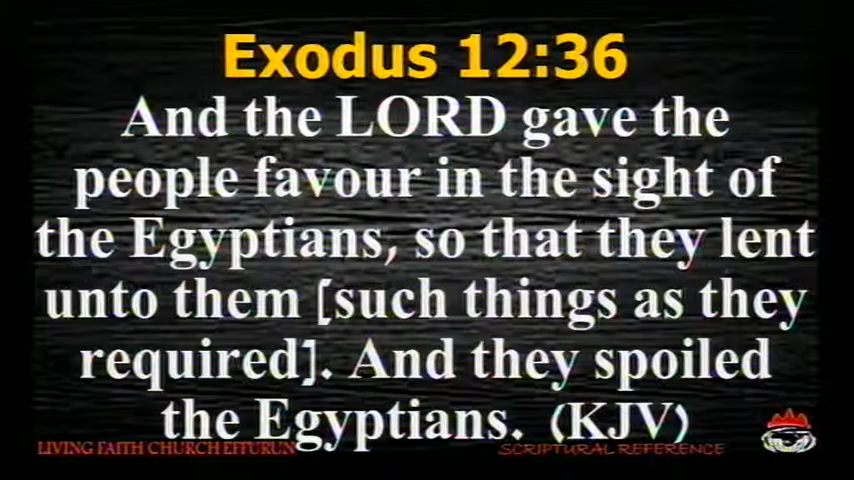 Exodus 12:36
And the LORD gave the
people favour in the sight of
the Egyptians, so that they lent
unto them [such things as they
required]. And they spoiled
the Egyptians. (KJV)
LIVING FAITH CHURCH EFTURUN
SCRIPTURAL REFERENCE